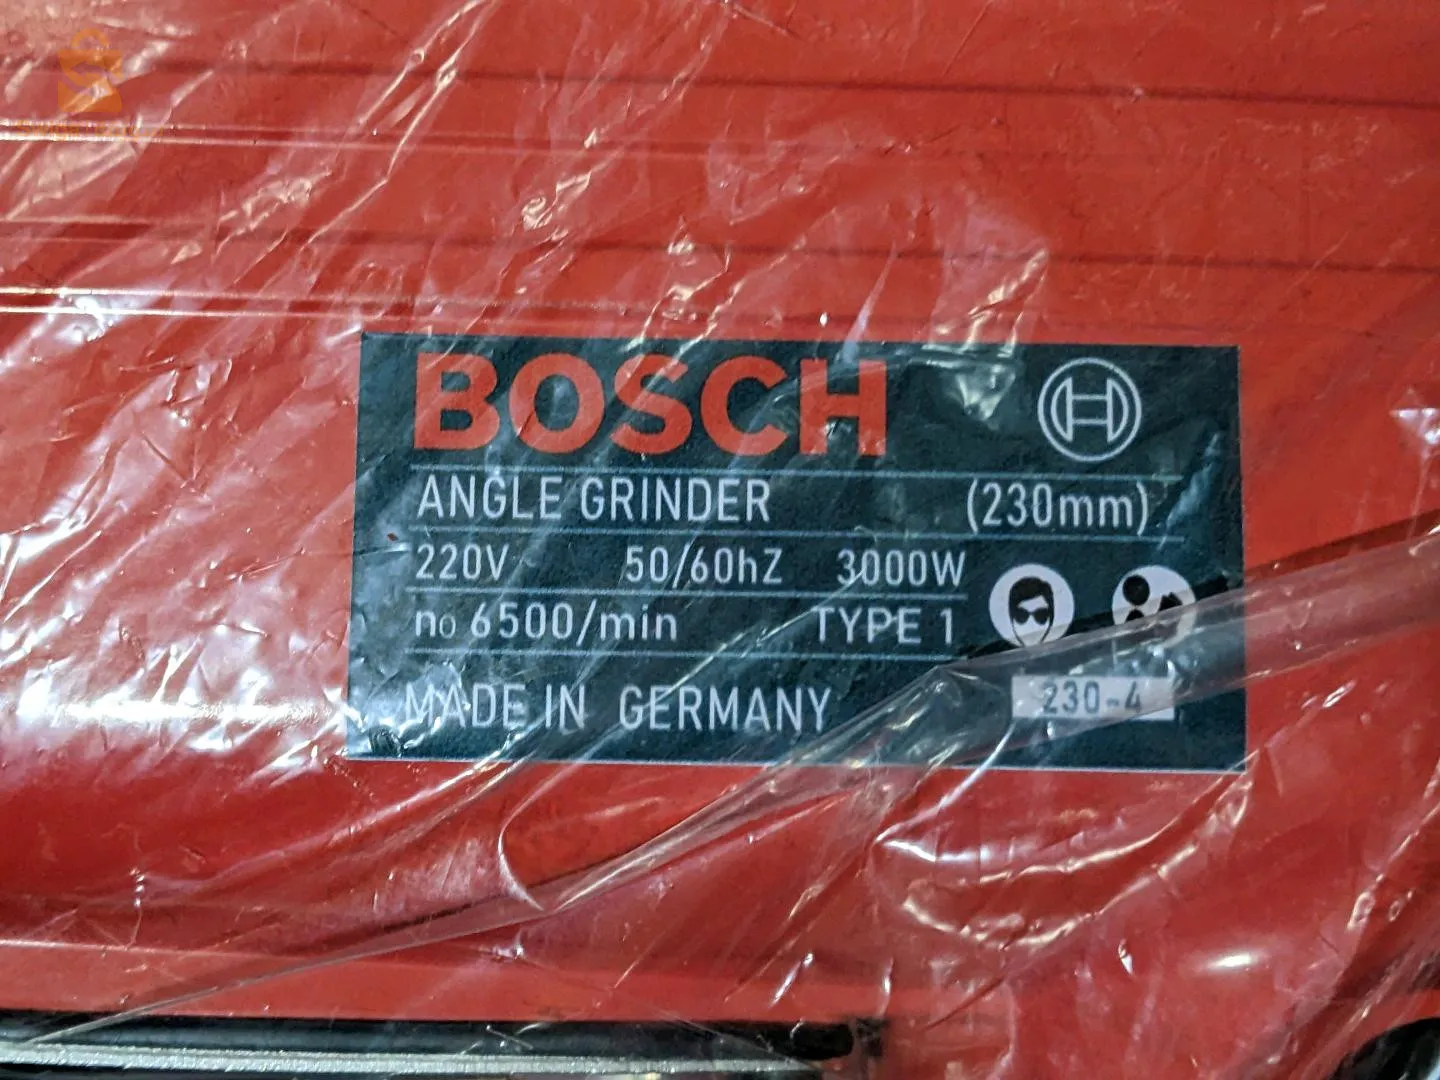 BOSCH
ANGLE GRINDER (230mm)
220V 50/60hZ 3000W
no 6500/min TYPE 1
MADE IN GERMANY 230-4